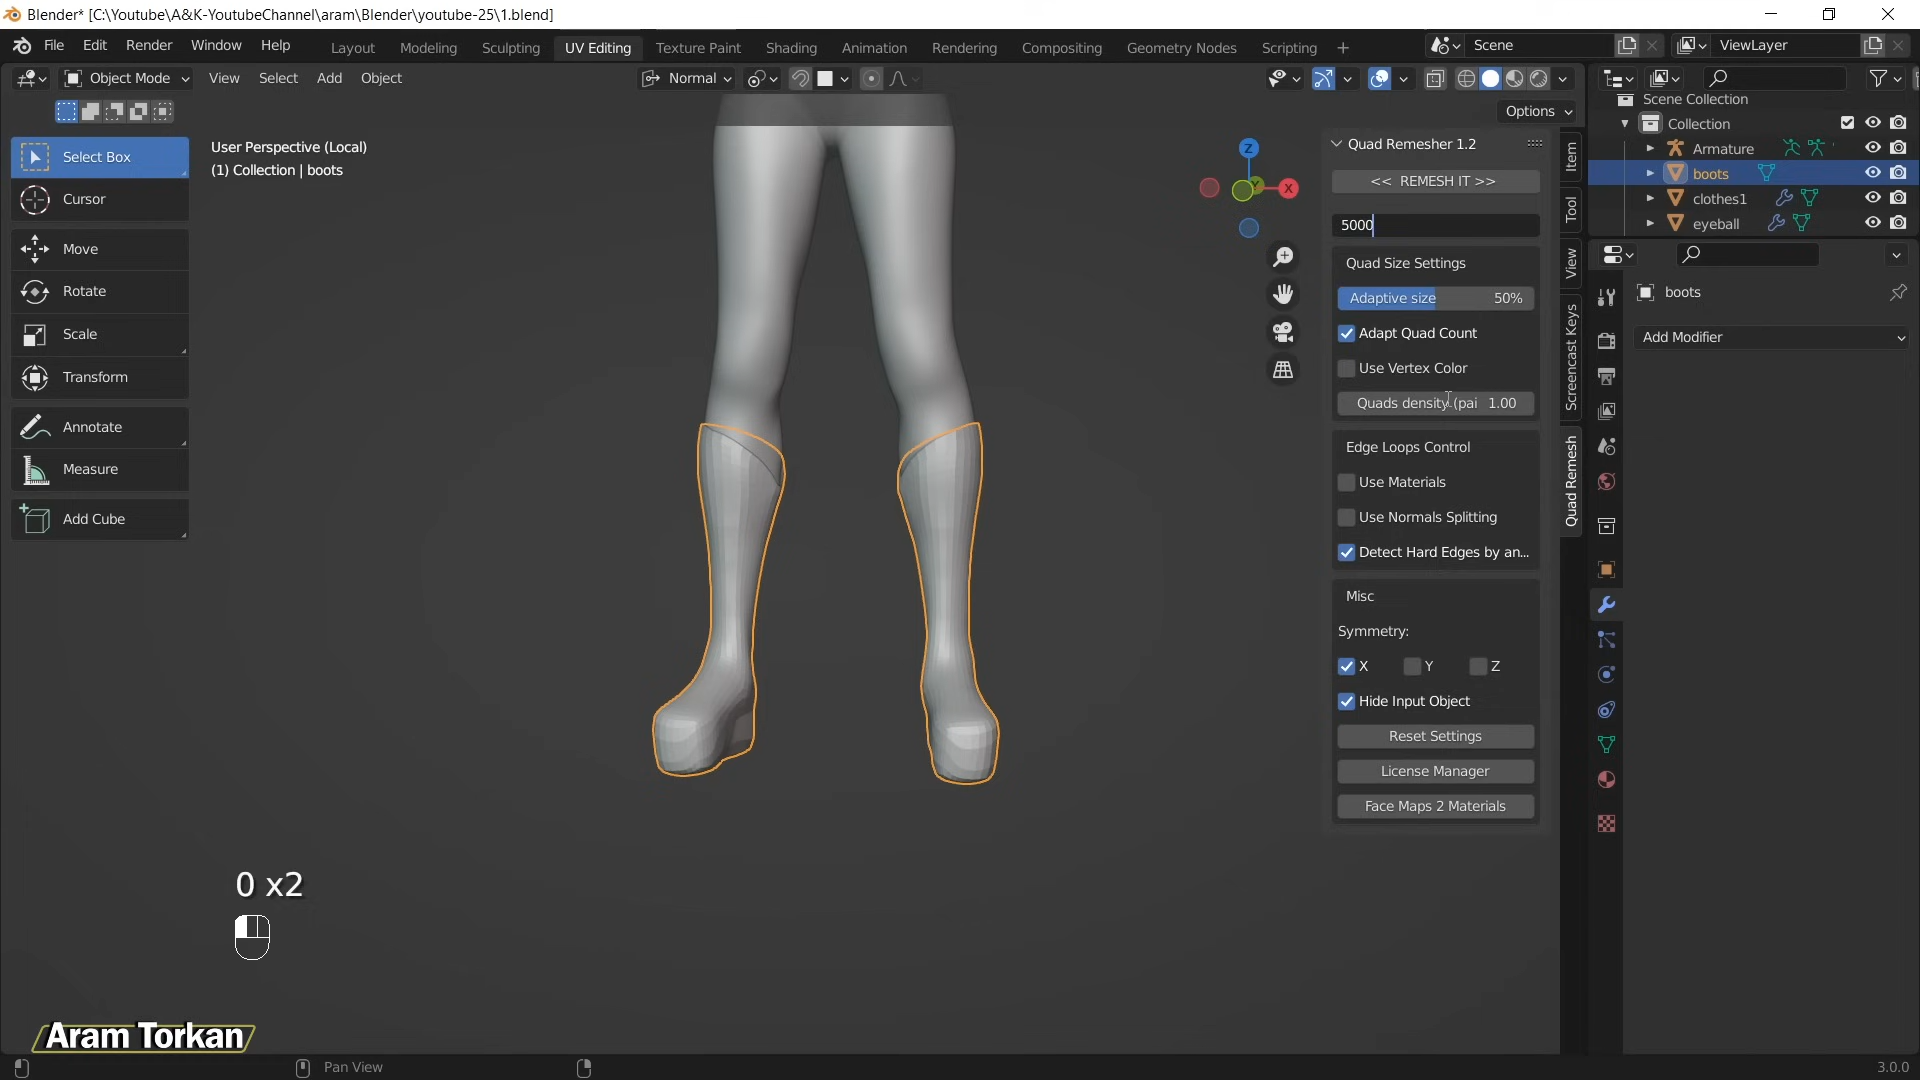 Blender* [C:\Youtube\A&K-YoutubeChannel\aram\Blender\youtube-25\1.blend]
File Edit Render Window Help
Layout Modeling Sculpting UV Editing Texture Paint Shading Animation Rendering Compositing Geometry Nodes Scripting +
Scene
ViewLayer
Object Mode View Select Add Object
Normal
Options
Select Box
Cursor
Move
Rotate
Scale
Transform
Annotate
Measure
Add Cube
User Perspective (Local)
(1) Collection | boots
Z
Y
X
Quad Remesher 1.2
<< REMESH IT >>
5000
Quad Size Settings
Adaptive size 50%
Adapt Quad Count
Use Vertex Color
Quads density (pai 1.00
Edge Loops Control
Use Materials
Use Normals Splitting
Detect Hard Edges by an...
Misc
Symmetry:
X Y Z
Hide Input Object
Reset Settings
License Manager
Face Maps 2 Materials
Item
Tool
View
Screencast Keys
Quad Remesh
Scene Collection
Collection
Armature
boots
clothes1
eyeball
boots
Add Modifier
0 x2
Aram Torkan
Pan View
3.0.0